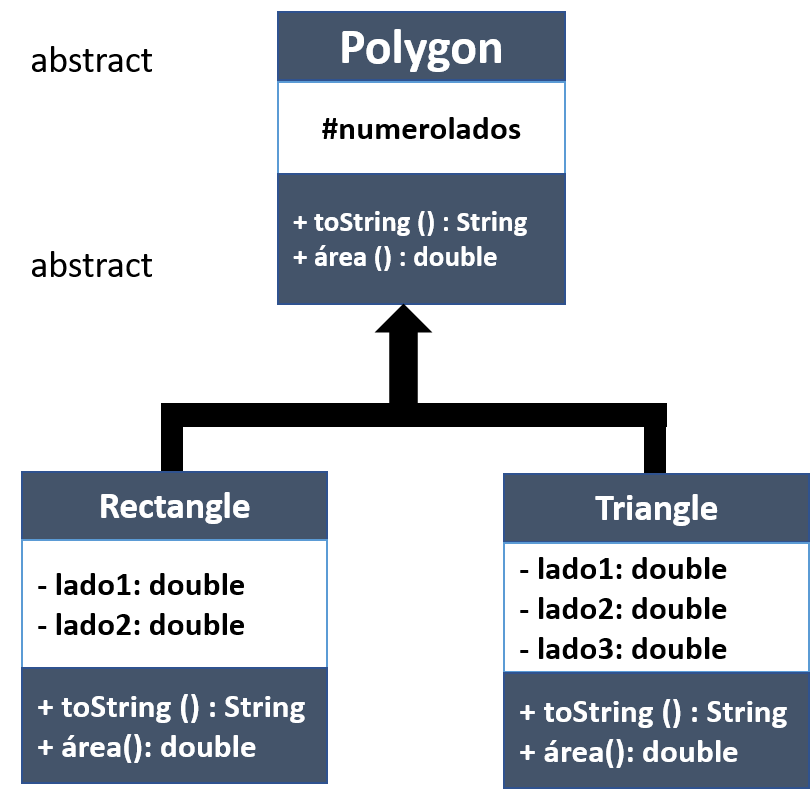 abstract
Polygon
#numerolados
abstract
+ toString () : String
+ área () : double
Rectangle
- lado1: double
- lado2: double
+ toString () : String
+ área(): double
Triangle
- lado1: double
- lado2: double
- lado3: double
+ toString () : String
+ área(): double